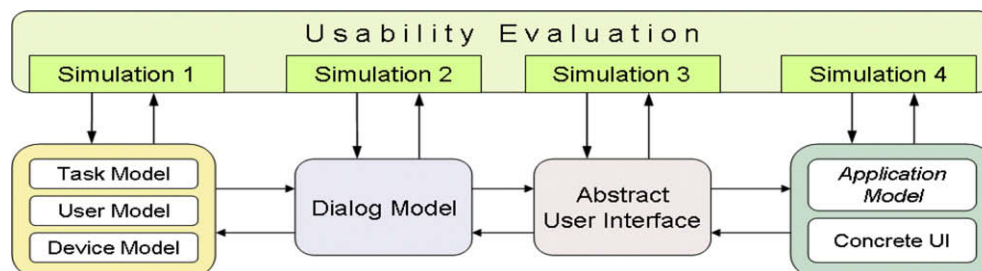 Usability Evaluation
Simulation 1
Simulation 2
Simulation 3
Simulation 4
Task Model
User Model
Device Model
Dialog Model
Abstract
User Interface
Application
Model
Concrete UI